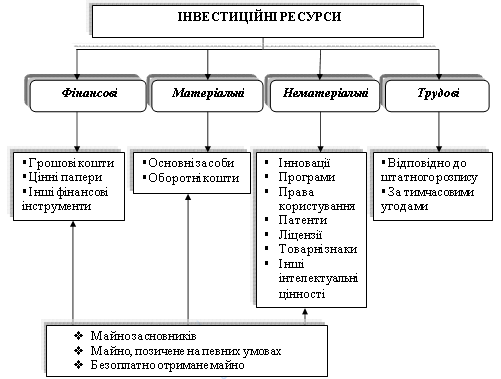 ІНВЕСТИЦІЙНІ РЕСУРСИ
Фінансові
Матеріальні
Нематеріальні
Трудові
▪ Грошові кошти
▪ Цінні папери
▪ Інші фінансові
інструменти
▪ Основні засоби
▪ Оборотні кошти
▪ Інновації
▪ Програми
▪ Права
користування
▪ Патенти
▪ Ліцензії
▪ Товарні знаки
▪ Інші
інтелектуальні
цінності
▪ Відповідно до
штатного розпису
▪ За тимчасовими
угодами
❖ Майно засновників
❖ Майно, позичене на певних умовах
❖ Безоплатно отримане майно